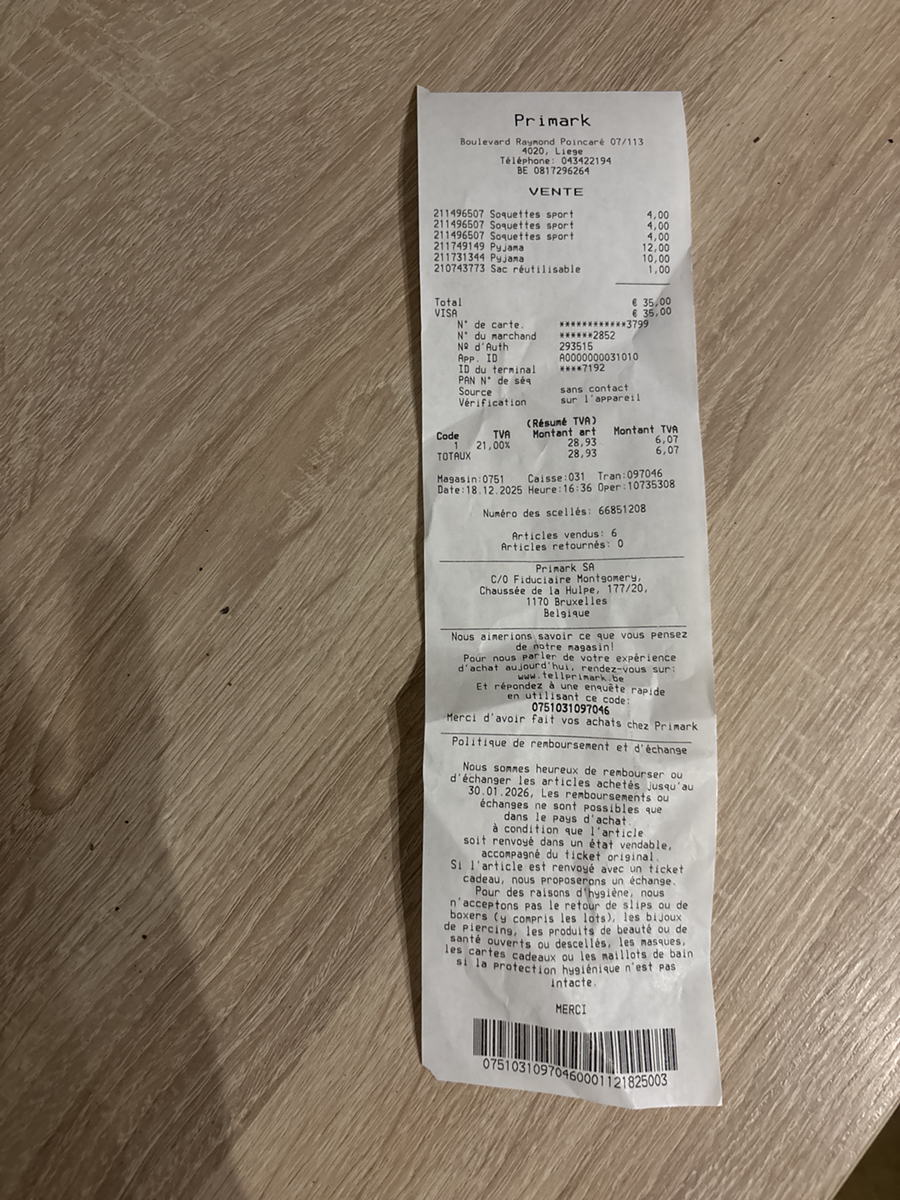 Primark
Boulevard Raymond Poincaré 07/113
4020, Liege
Téléphone: 043422194
BE 0817296264
VENTE
211496507 Soquettes sport 4,00
211496507 Soquettes sport 4,00
211496507 Soquettes sport 4,00
211749149 Pyjama 12,00
211731344 Pyjama 10,00
210743773 Sac réutilisable 1,00
Total € 35,00
VISA € 35,00
N° de carte. ************3799
N° du marchand ******2852
Nº d'Auth 293515
App. ID A0000000031010
ID du terminal ****7192
PAN N° de séq
Source sans contact
Vérification sur l'appareil
(Résumé TVA)
Code TVA Montant art Montant TVA
1 21,00% 28,93 6,07
TOTAUX 28,93 6,07
Magasin:0751 Caisse:031 Tran:097046
Date:18.12.2025 Heure:16:36 Oper:10735308
Numéro des scellés: 66851208
Articles vendus: 6
Articles retournés: 0
Primark SA
C/O Fiduciaire Montgomery,
Chaussée de la Hulpe, 177/20,
1170 Bruxelles
Belgique
Nous aimerions savoir ce que vous pensez
de notre magasin!
Pour nous parler de votre expérience
d'achat aujourd'hui, rendez-vous sur:
www.tellprimark.be
Et répondez à une enquête rapide
en utilisant ce code:
0751031097046
Merci d'avoir fait vos achats chez Primark
Politique de remboursement et d'échange
Nous sommes heureux de rembourser ou
d'échanger les articles achetés jusqu'au
30.01.2026, Les remboursements ou
échanges ne sont possibles que
dans le pays d'achat.
à condition que l'article
soit renvoyé dans un état vendable,
accompagné du ticket original.
Si l'article est renvoyé avec un ticket
cadeau, nous proposerons un échange.
Pour des raisons d'hygiène, nous
n'acceptons pas le retour de slips ou de
boxers (y compris les lots), les bijoux
de piercing, les produits de beauté ou de
santé ouverts ou descellés, les masques,
les cartes cadeaux ou les maillots de bain
si la protection hygiénique n'est pas
intacte.
MERCI
07510310970460001121825003